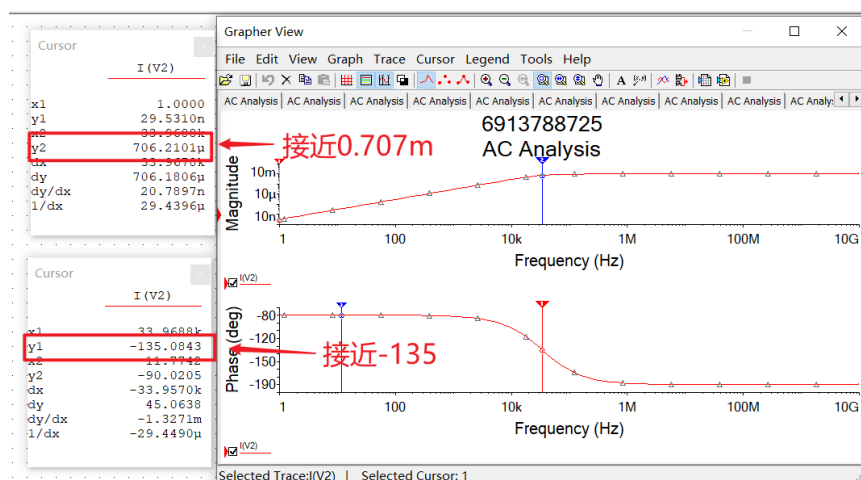 Grapher View
File Edit View Graph Trace Cursor Legend Tools Help
AC Analysis AC Analysis AC Analysis AC Analysis AC Analysis AC Analysis AC Analysis AC Analysis AC Analysis AC Analy
Cursor
I(V2)
x1 1.0000
y1 29.5310n
x2 33.9688k
y2 706.2101µ
dx 33.9678k
dy 706.1806µ
dy/dx 20.7897n
1/dx 29.4396µ
接近0.707m
6913788725
AC Analysis
Magnitude
10m
10µ
10n
1 100 10k 1M 100M 10G
Frequency (Hz)
I(V2)
Cursor
I(V2)
x1 33.9688k
y1 -135.0843
x2 11.7742
y2 -90.0205
dx -33.9570k
dy 45.0638
dy/dx -1.3271m
1/dx -29.4490µ
接近-135
Phase (deg)
-80
-120
-150
-190
1 100 10k 1M 100M 10G
Frequency (Hz)
I(V2)
Selected Trace:I(V2) | Selected Cursor: 1